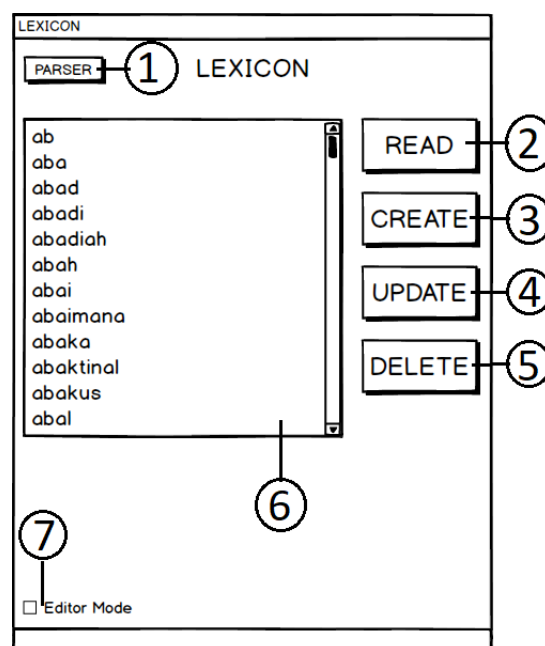 LEXICON
PARSER
1
LEXICON
ab
aba
abad
abadi
abadiah
abah
abai
abaimana
abaka
abaktinal
abakus
abal
READ
2
CREATE
3
UPDATE
4
DELETE
5
6
7
Editor Mode